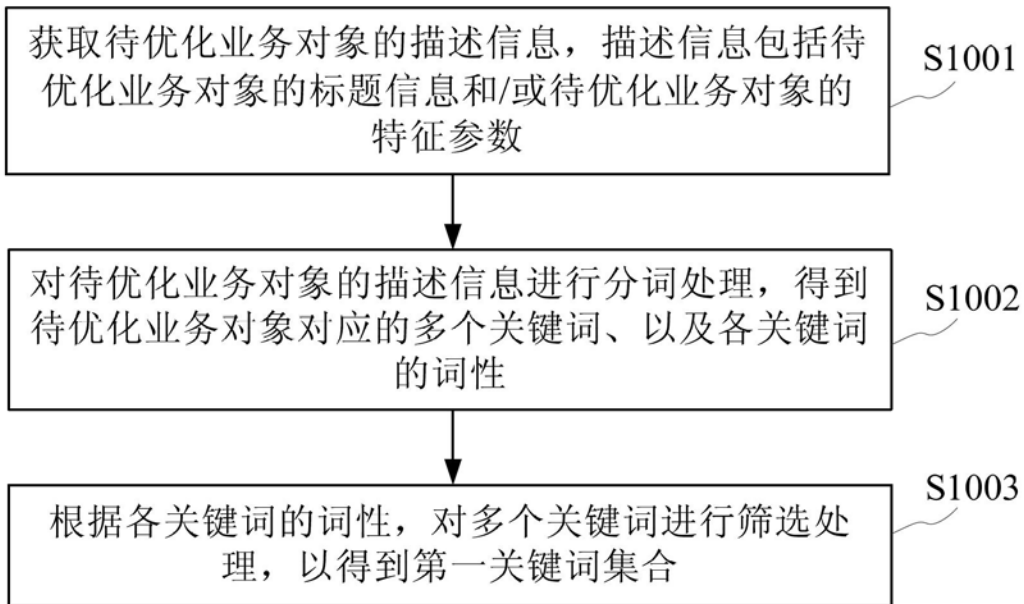 获取待优化业务对象的描述信息，描述信息包括待
优化业务对象的标题信息和/或待优化业务对象的
特征参数
S1001
对待优化业务对象的描述信息进行分词处理，得到
待优化业务对象对应的多个关键词、以及各关键词
的词性
S1002
根据各关键词的词性，对多个关键词进行筛选处
理，以得到第一关键词集合
S1003